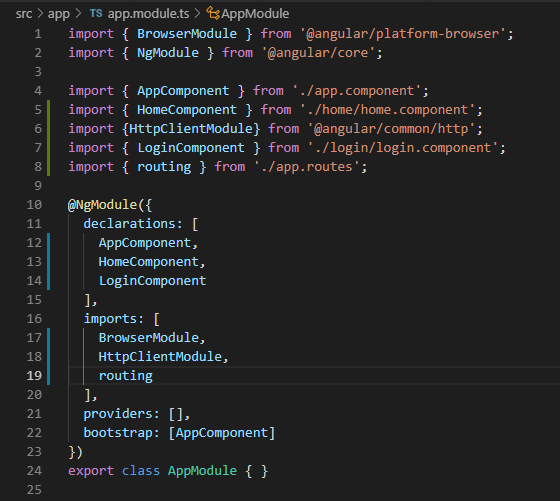 src > app > TS app.module.ts > AppModule
1 import { BrowserModule } from '@angular/platform-browser';
2 import { NgModule } from '@angular/core';
3
4 import { AppComponent } from './app.component';
5 import { HomeComponent } from './home/home.component';
6 import {HttpClientModule} from '@angular/common/http';
7 import { LoginComponent } from './login/login.component';
8 import { routing } from './app.routes';
9
10 @NgModule({
11   declarations: [
12     AppComponent,
13     HomeComponent,
14     LoginComponent
15   ],
16   imports: [
17     BrowserModule,
18     HttpClientModule,
19     routing
20   ],
21   providers: [],
22   bootstrap: [AppComponent]
23 })
24 export class AppModule { }
25